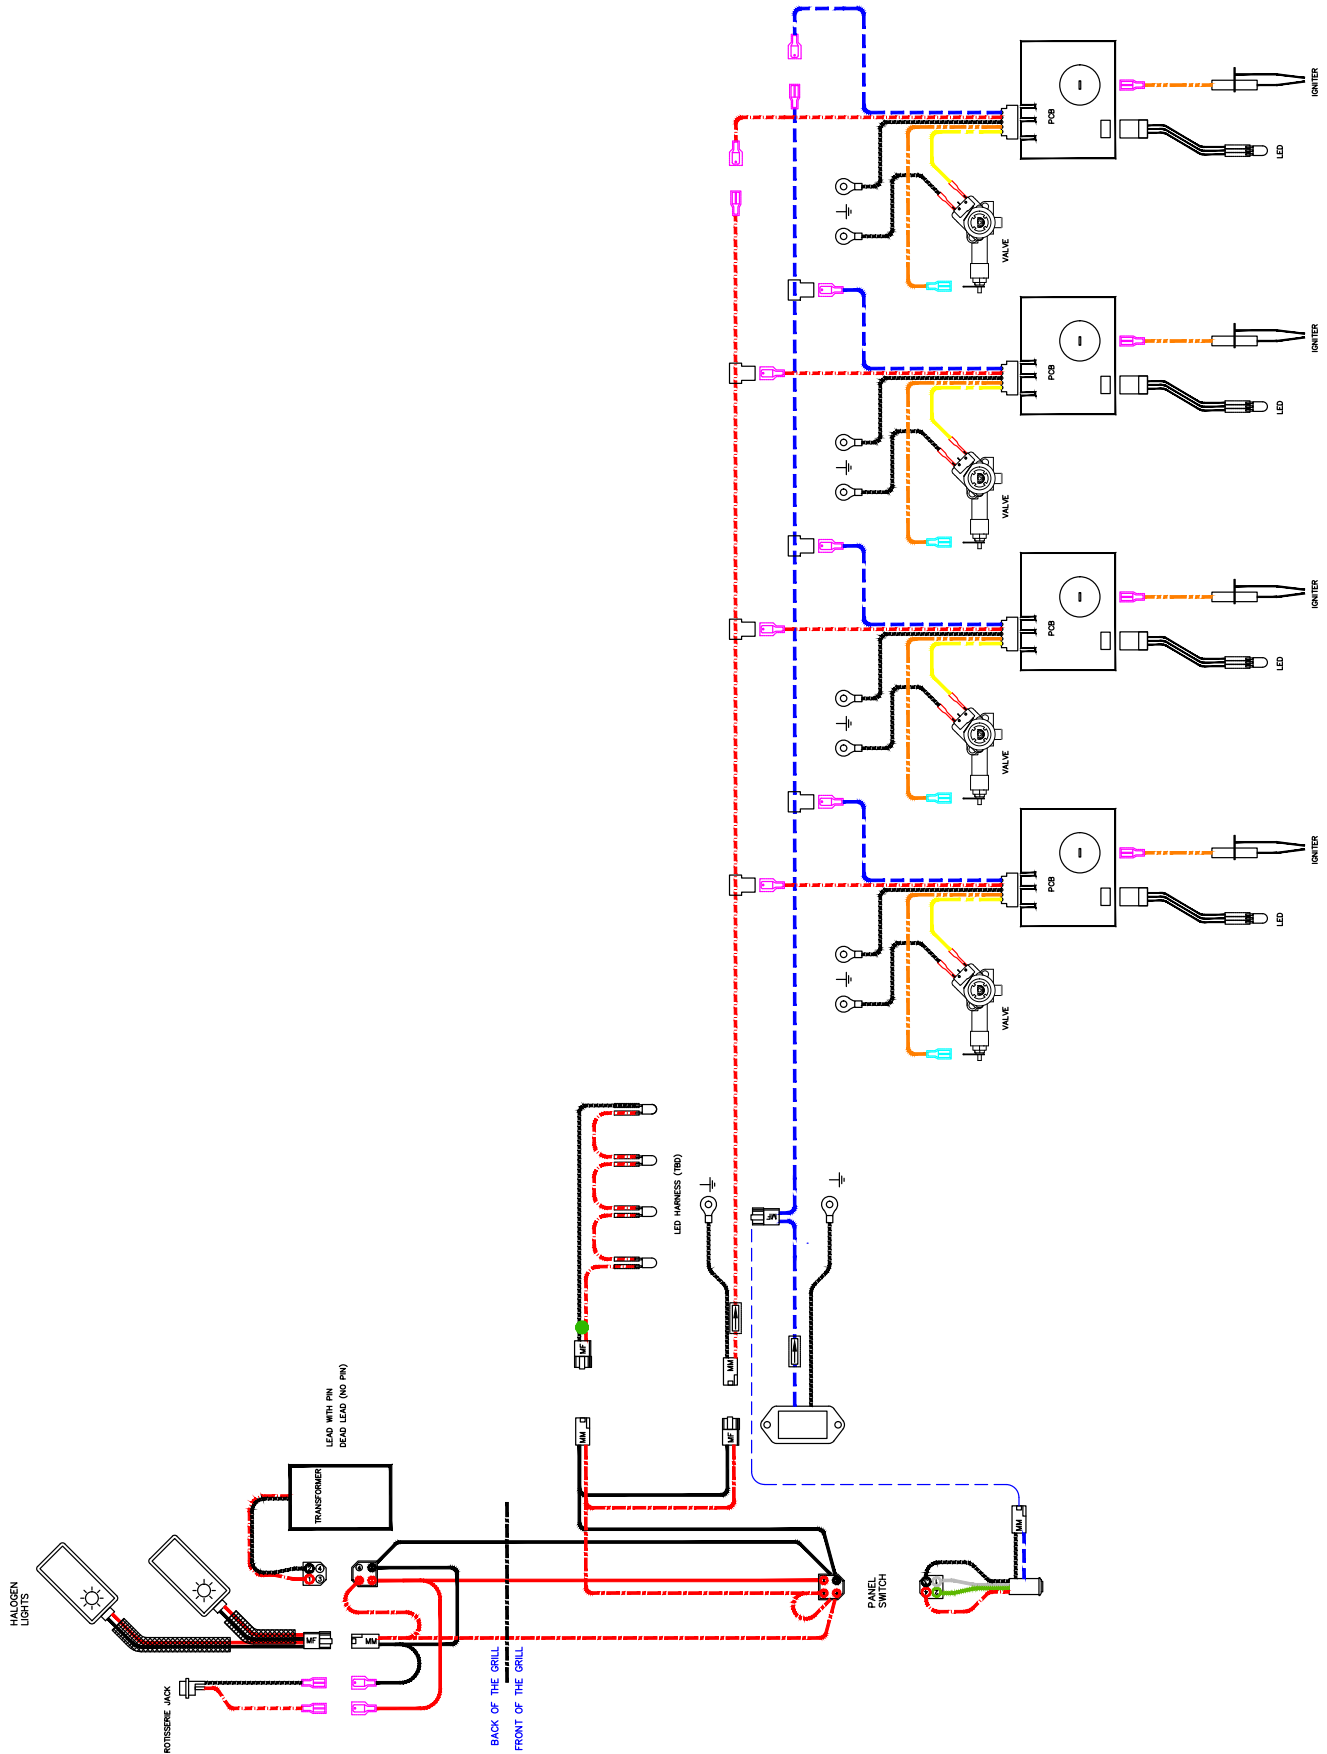 HALOGEN
LIGHTS
ROTISSERIE JACK
MF
MM
TRANSFORMER
LEAD WITH PIN
DEAD LEAD (NO PIN)
BACK OF THE GRILL
FRONT OF THE GRILL
MM
MF
LED HARNESS (TBD)
MF
MM
MF
PANEL
SWITCH
MM
VALVE
PCB
LED
IGNITER
VALVE
PCB
LED
IGNITER
VALVE
PCB
LED
IGNITER
VALVE
PCB
LED
IGNITER